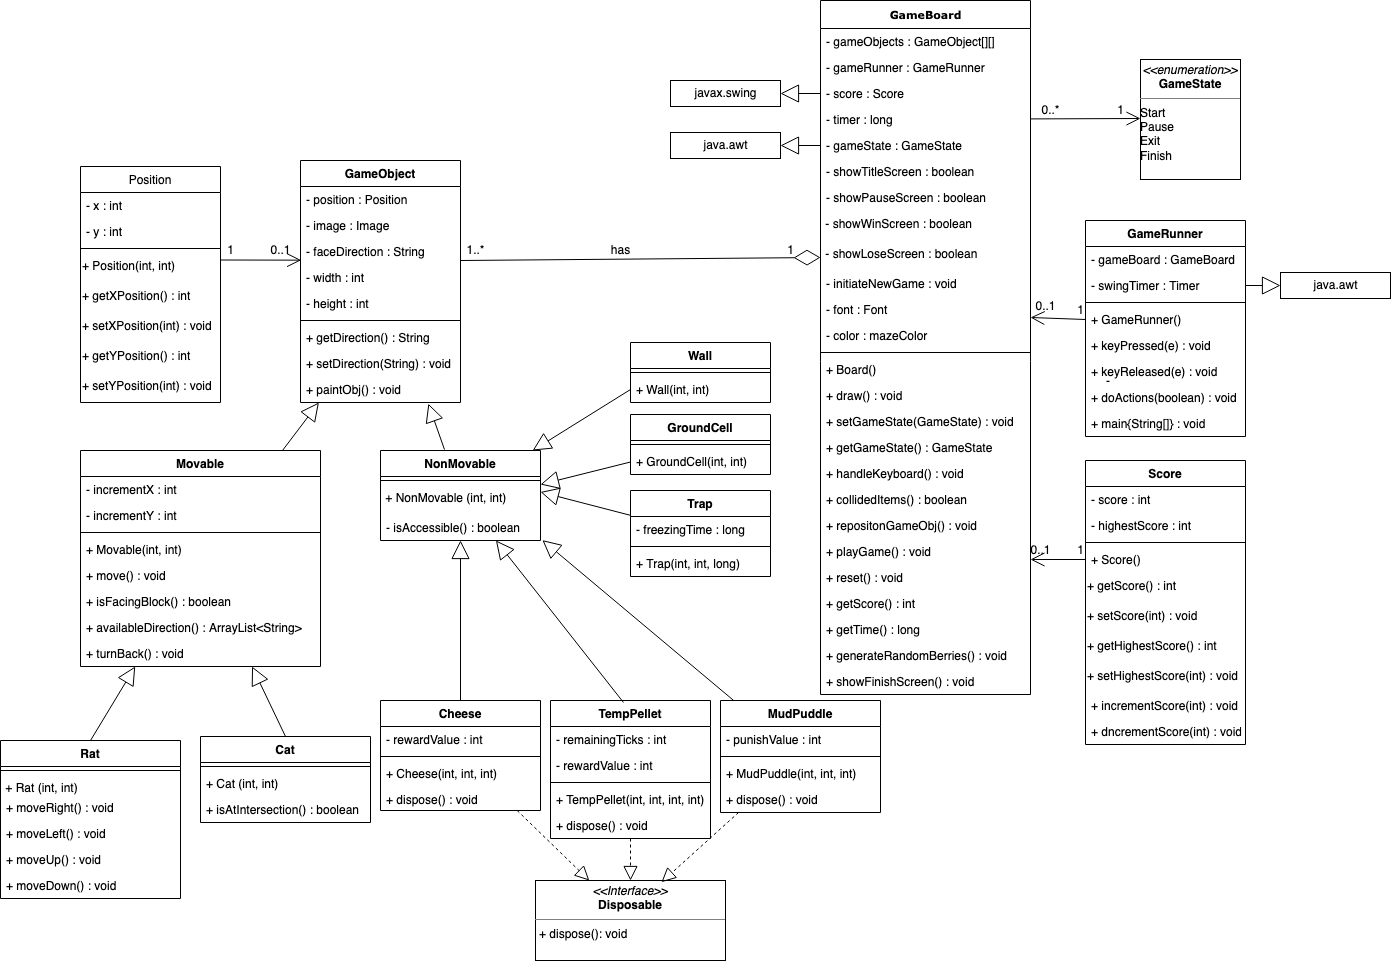 GameBoard
- gameObjects : GameObject[][]
- gameRunner : GameRunner
- score : Score
- timer : long
- gameState : GameState
- showTitleScreen : boolean
- showPauseScreen : boolean
- showWinScreen : boolean
- showLoseScreen : boolean
- initiateNewGame : void
- font : Font
- color : mazeColor
+ Board()
+ draw() : void
+ setGameState(GameState) : void
+ getGameState() : GameState
+ handleKeyboard() : void
+ collidedItems() : boolean
+ repositonGameObj() : void
+ playGame() : void
+ reset() : void
+ getScore() : int
+ getTime() : long
+ generateRandomBerries() : void
+ showFinishScreen() : void
javax.swing
java.awt
0..*
1
<<enumeration>>
GameState
Start
Pause
Exit
Finish
Position
- x : int
- y : int
+ Position(int, int)
+ getXPosition() : int
+ setXPosition(int) : void
+ getYPosition() : int
+ setYPosition(int) : void
1
0..1
GameObject
- position : Position
- image : Image
- faceDirection : String
- width : int
- height : int
+ getDirection() : String
+ setDirection(String) : void
+ paintObj() : void
1..*
has
1
GameRunner
- gameBoard : GameBoard
- swingTimer : Timer
+ GameRunner()
+ keyPressed(e) : void
+ keyReleased(e) : void
-
+ doActions(boolean) : void
+ main{String[]} : void
java.awt
0..1
1
Wall
+ Wall(int, int)
GroundCell
+ GroundCell(int, int)
Trap
- freezingTime : long
+ Trap(int, int, long)
Movable
- incrementX : int
- incrementY : int
+ Movable(int, int)
+ move() : void
+ isFacingBlock() : boolean
+ availableDirection() : ArrayList<String>
+ turnBack() : void
NonMovable
+ NonMovable (int, int)
- isAccessible() : boolean
Score
- score : int
- highestScore : int
+ Score()
+ getScore() : int
+ setScore(int) : void
+ getHighestScore() : int
+ setHighestScore(int) : void
+ incrementScore(int) : void
+ dncrementScore(int) : void
0..1
1
Rat
+ Rat (int, int)
+ moveRight() : void
+ moveLeft() : void
+ moveUp() : void
+ moveDown() : void
Cat
+ Cat (int, int)
+ isAtIntersection() : boolean
Cheese
- rewardValue : int
+ Cheese(int, int, int)
+ dispose() : void
TempPellet
- remainingTicks : int
- rewardValue : int
+ TempPellet(int, int, int, int)
+ dispose() : void
MudPuddle
- punishValue : int
+ MudPuddle(int, int, int)
+ dispose() : void
<<Interface>>
Disposable
+ dispose(): void